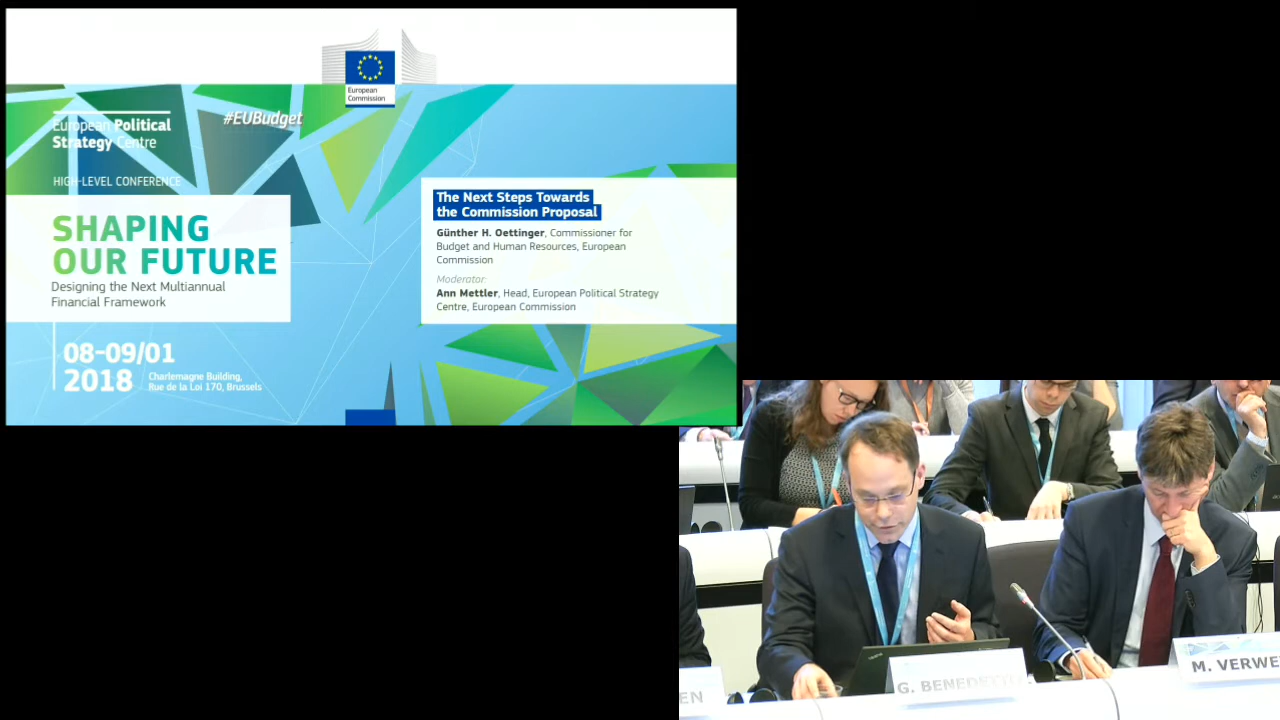 European
Commission
European Political
Strategy Centre
#EUBudget
HIGH-LEVEL CONFERENCE
SHAPING
OUR FUTURE
Designing the Next Multiannual
Financial Framework
08-09/01
2018
Charlemagne Building,
Rue de la Loi 170, Brussels
The Next Steps Towards
the Commission Proposal
Günther H. Oettinger, Commissioner for
Budget and Human Resources, European
Commission
Moderator:
Ann Mettler, Head, European Political Strategy
Centre, European Commission
EN
G.
M. VERWE